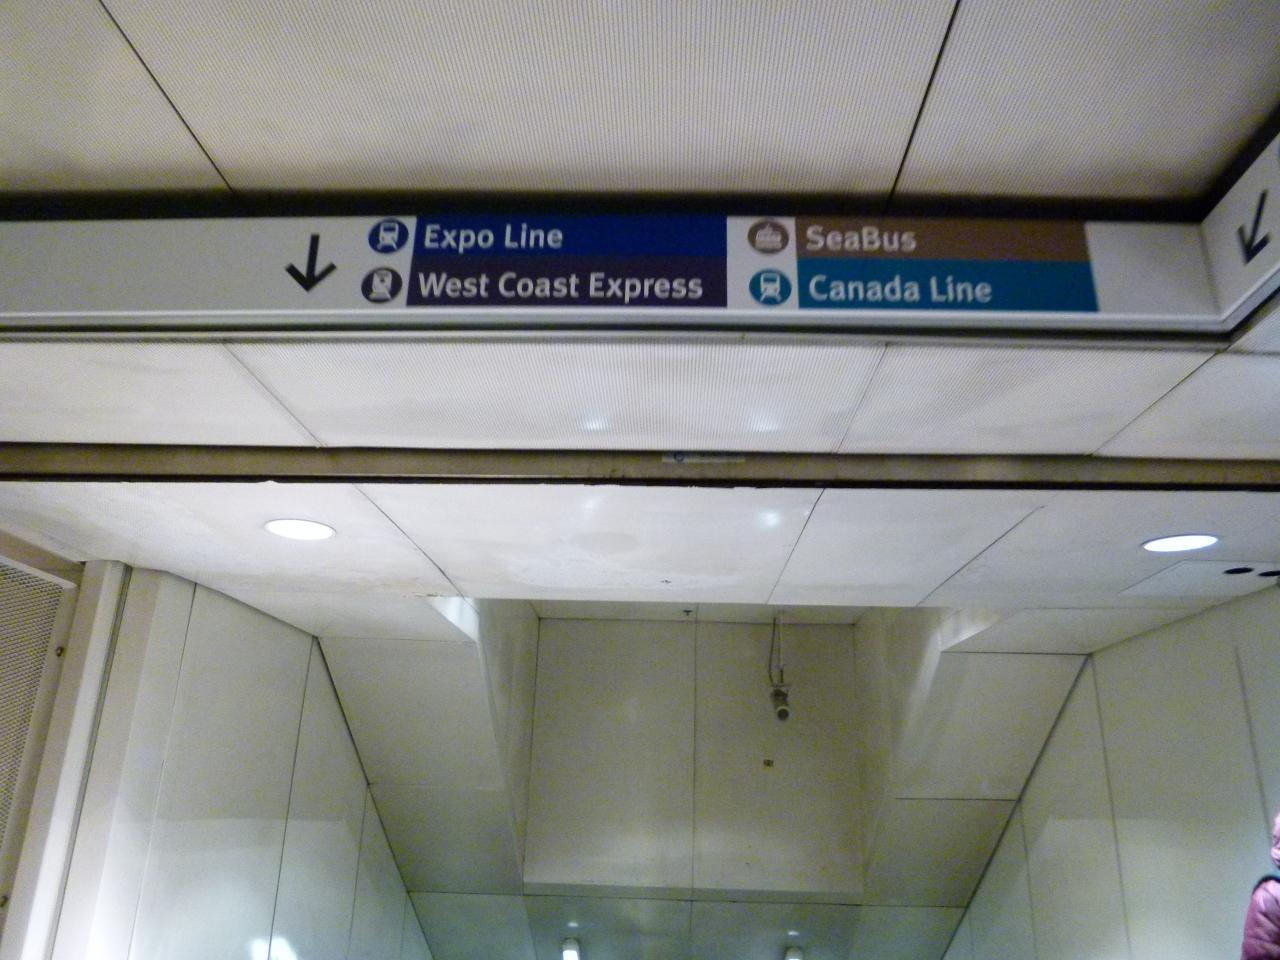 Expo Line
West Coast Express
SeaBus
Canada Line